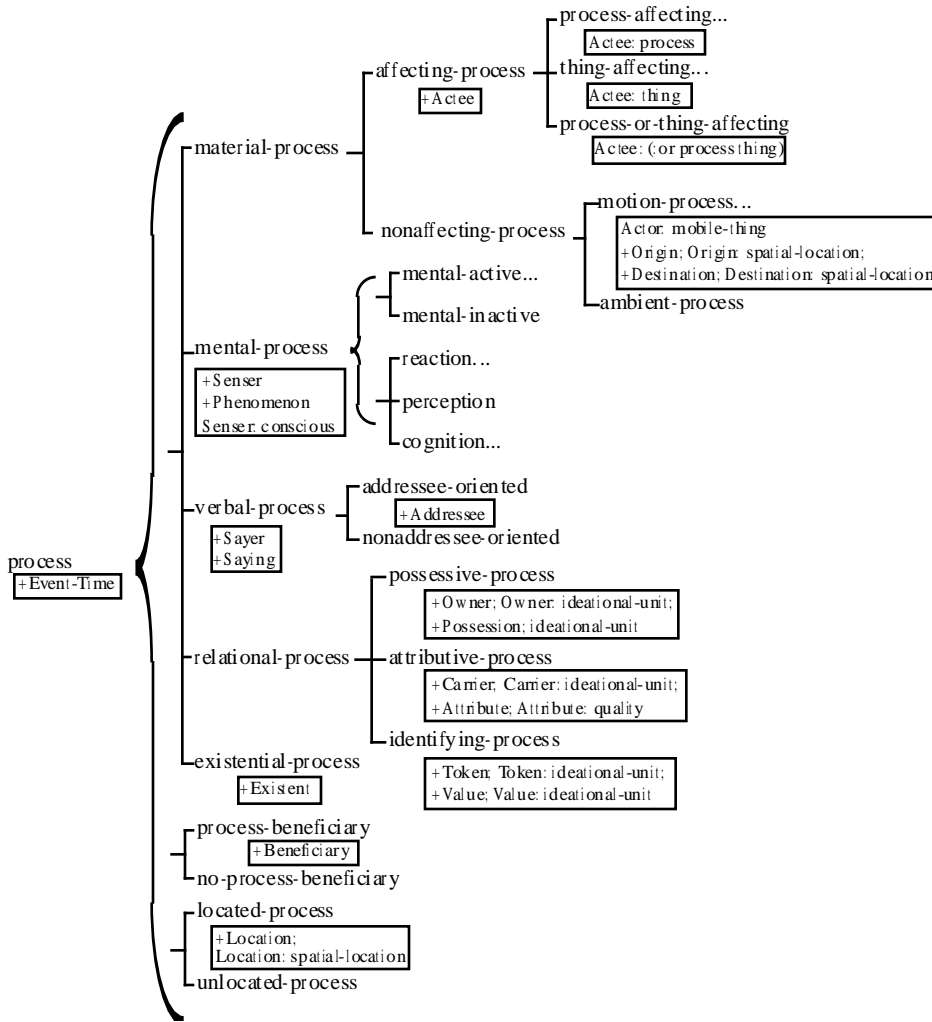 process-affecting...
Actee: process
affecting-process
thing-affecting...
+Actee
Actee: thing
process-or-thing-affecting
material-process
Actee: (:or process thing)
motion-process...
nonaffecting-process
Actor: mobile-thing
+Origin; Origin: spatial-location;
+Destination; Destination: spatial-location
mental-active...
ambient-process
mental-inactive
mental-process
reaction...
+Senser
+Phenomenon
perception
Senser: conscious
cognition...
addressee-oriented
verbal-process
+Addressee
+Sayer
nonaddressee-oriented
+Saying
process
+Event-Time
possessive-process
+Owner; Owner: ideational-unit;
+Possession; ideational-unit
relational-process
attributive-process
+Carrier; Carrier: ideational-unit;
+Attribute; Attribute: quality
identifying-process
existential-process
+Token; Token: ideational-unit;
+Existent
+Value; Value: ideational-unit
process-beneficiary
+Beneficiary
no-process-beneficiary
located-process
+Location;
Location: spatial-location
unlocated-process